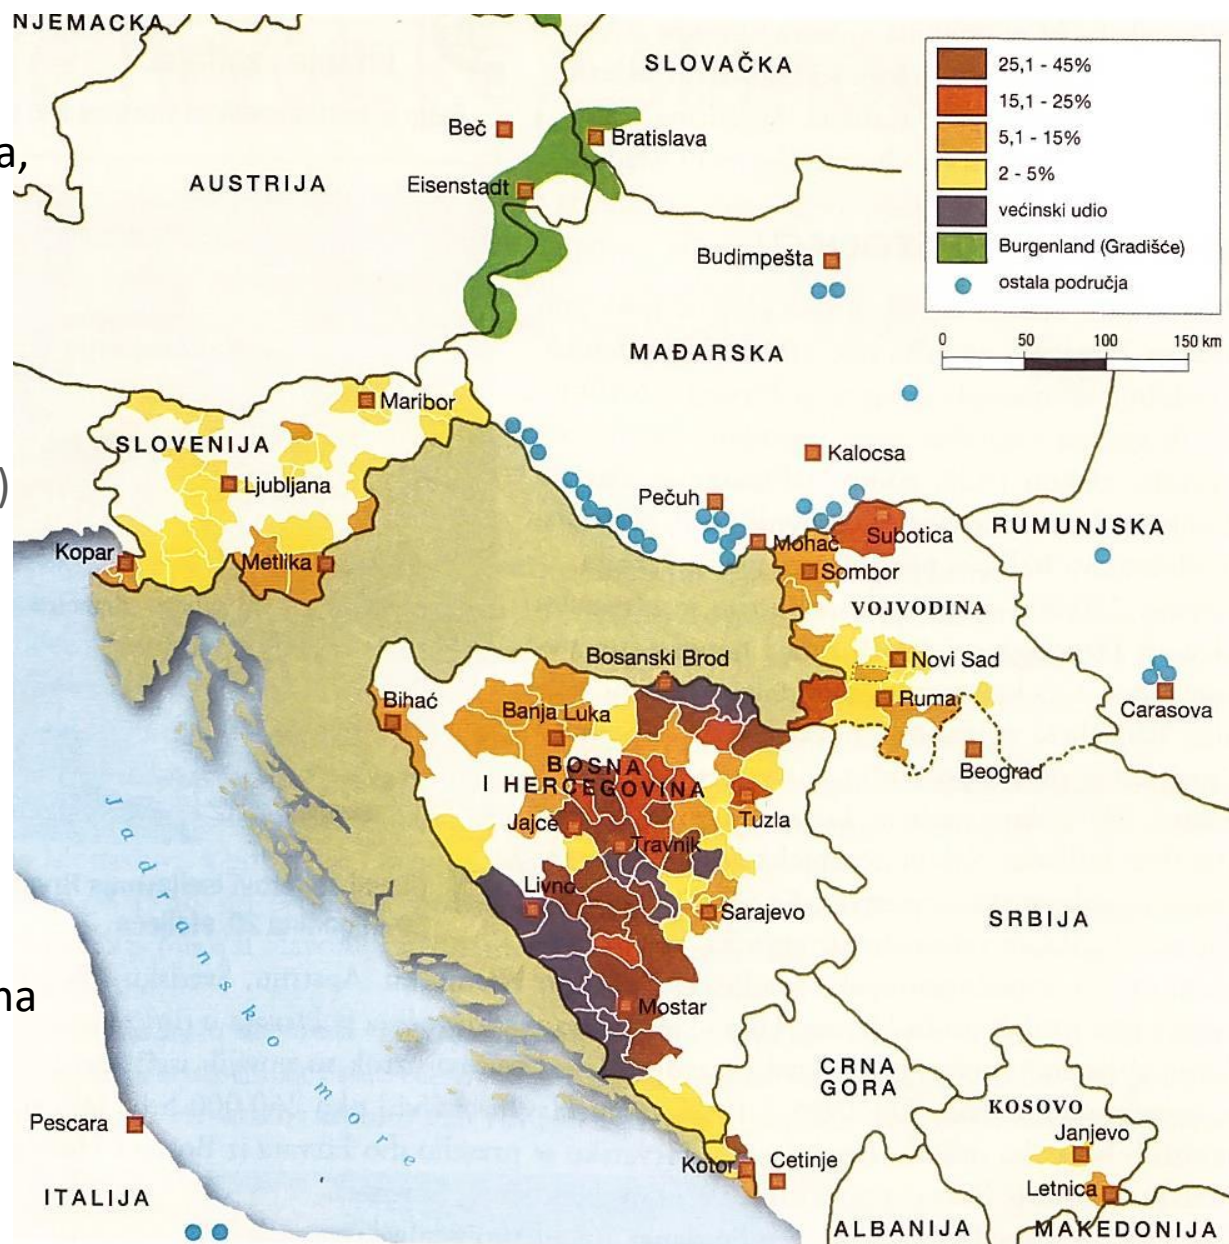 NJEMAČKA
SLOVAČKA
25,1 - 45%
15,1 - 25%
5,1 - 15%
2 - 5%
većinski udio
Burgenland (Gradišće)
ostala područja
0 50 100 150 km
a,
Beč
Bratislava
AUSTRIJA
Eisenstadt
Budimpešta
MAĐARSKA
Maribor
SLOVENIJA
Ljubljana
)
Kalocsa
Pečuh
Subotica
RUMUNJSKA
Mohač
Kopar
Metlika
Sombor
VOJVODINA
Bosanski Brod
Novi Sad
Bihać
Banja Luka
Ruma
Carasova
Beograd
BOSNA
I HERCEGOVINA
Jajce
Tuzla
Travnik
Livno
Sarajevo
SRBIJA
na
Mostar
Jadransko more
CRNA
GORA
KOSOVO
Pescara
Janjevo
Kotor
Cetinje
Letnica
ITALIJA
ALBANIJA
MAKEDONIJA